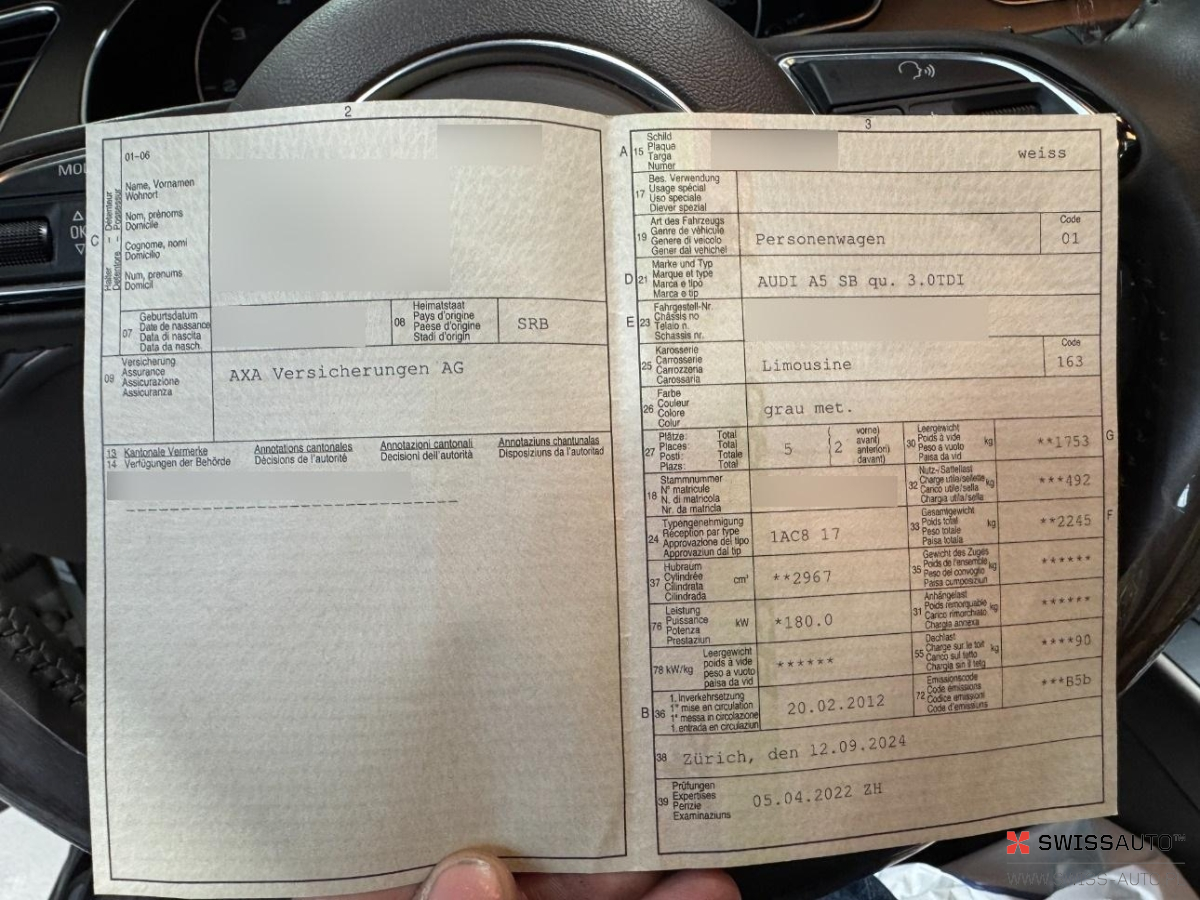 2
01-06
Name, Vornamen
Wohnort
Nom, prénoms
Domicile
Cognome, nomi
Domicilio
Num, prenums
Domicil
C
Halter – Détenteur
Detentore – Possessur
07
Geburtsdatum
Date de naissance
Data di nascita
Data da nasch.
08
Heimatstaat
Pays d'origine
Paese d'origine
Stadi d'origin
SRB
09
Versicherung
Assurance
Assicurazione
Assicuranza
AXA Versicherungen AG
13 Kantonale Vermerke Annotations cantonales Annotazioni cantonali Annotaziuns chantunalas
14 Verfügungen der Behörde Décisions de l'autorité Decisioni dell'autorità Disposiziuns da l'autoritad
3
A 15
Schild
Plaque
Targa
Numer
weiss
17
Bes. Verwendung
Usage spécial
Uso speciale
Diever spezial
19
Art des Fahrzeugs
Genre de véhicule
Genere di veicolo
Gener dal vehichel
Personenwagen
Code
01
D 21
Marke und Typ
Marque et type
Marca e tipo
Marca e tip
AUDI A5 SB qu. 3.0TDI
E 23
Fahrgestell-Nr.
Châssis no
Telaio n.
Schassis nr.
25
Karosserie
Carrosserie
Carrozzeria
Carossaria
Limousine
Code
163
26
Farbe
Couleur
Colore
Colur
grau met.
27
Plätze: Total
Places: Total
Posti: Totale
Plazs: Total
5
2
vorne)
avant)
anteriori)
davant)
30
Leergewicht
Poids à vide
Peso a vuoto
Paisa da vid
kg
**1753
G
18
Stammnummer
N° matricule
N. di matricola
Nr. da matricla
32
Nutz-/Sattellast
Charge utile/sellette
Carico utile/sella
Chargia utila/sella
kg
***492
24
Typengenehmigung
Réception par type
Approvazione del tipo
Approvaziun dal tip
1AC8 17
33
Gesamtgewicht
Poids total
Peso totale
Paisa totala
kg
**2245
F
37
Hubraum
Cylindrée
Cilindrata
Cilindrada
cm³
**2967
35
Gewicht des Zuges
Poids de l'ensemble
Peso del convoglio
Paisa cumposiziun
kg
******
76
Leistung
Puissance
Potenza
Prestaziun
kW
*180.0
31
Anhängelast
Poids remorquable
Carico rimorchiato
Chargia annexa
kg
******
78 kW/kg
Leergewicht
poids à vide
peso a vuoto
paisa da vid
******
55
Dachlast
Charge sur le toit
Carico sul tetto
Chargia sin il tetg
kg
****90
B 36
1. Inverkehrsetzung
1re mise en circulation
1a messa in circolazione
1. entrada en circulaziun
20.02.2012
72
Emissionscode
Code émissions
Codice emissioni
Code d'emissiuns
***B5b
38
Zürich, den 12.09.2024
39
Prüfungen
Expertises
Perizie
Examinaziuns
05.04.2022 ZH
SWISSAUTO™